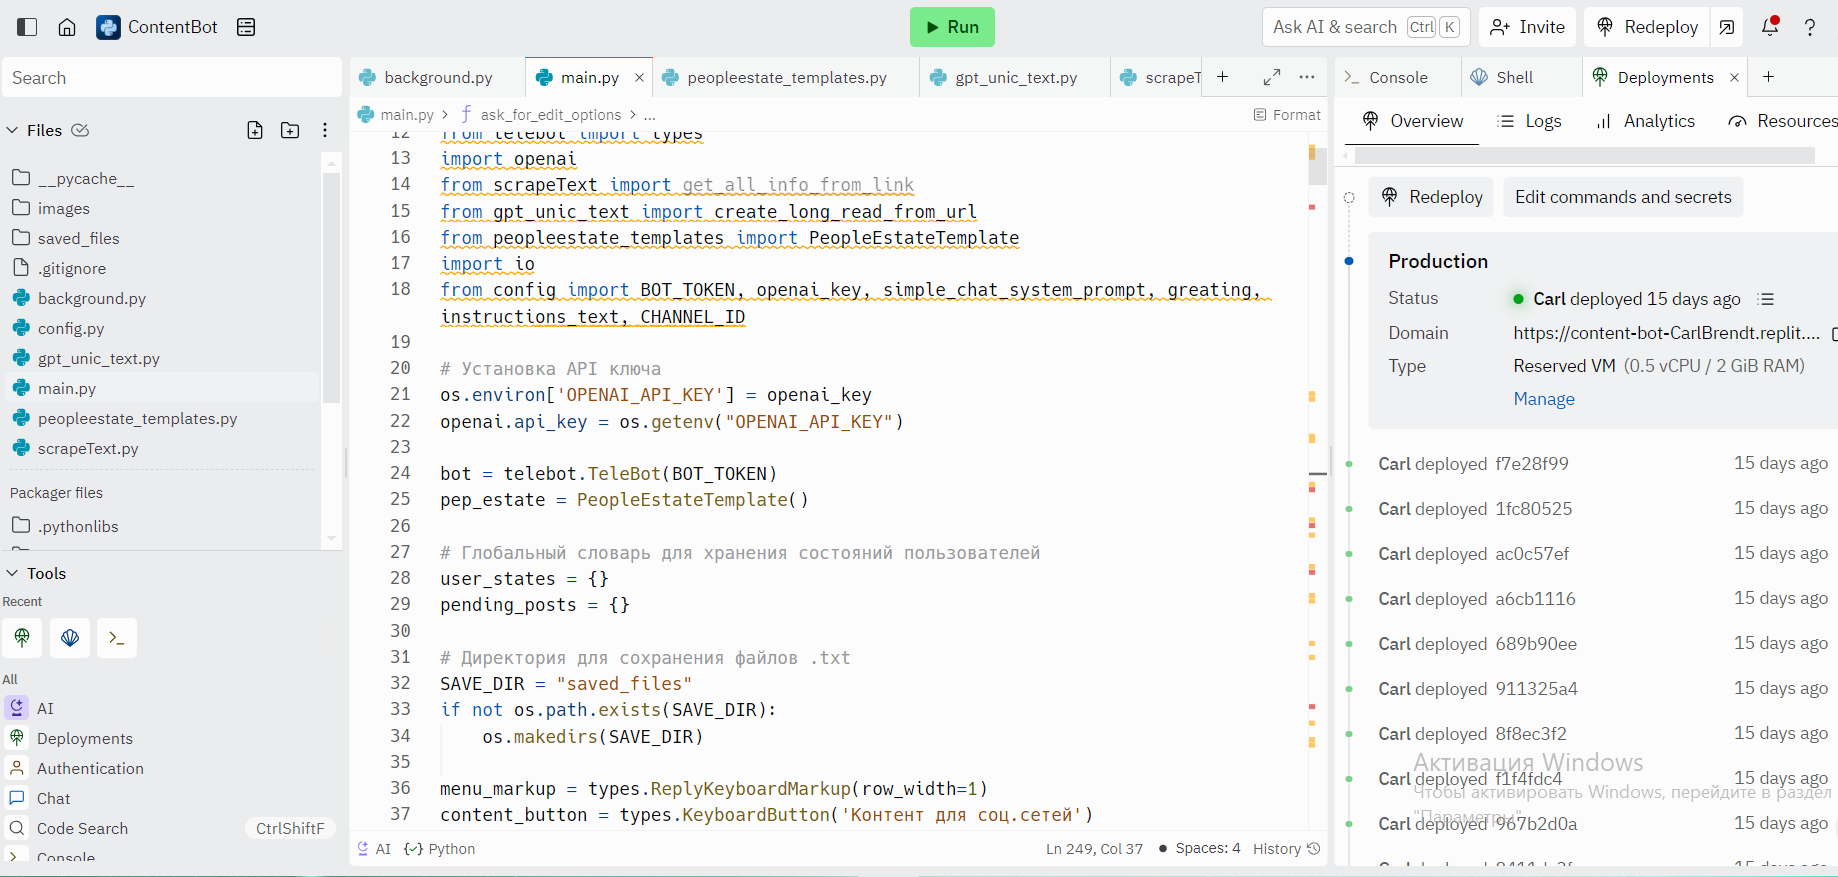 ContentBot
Run
Ask AI & search Ctrl K
Invite
Redeploy
Search
Files
__pycache__
images
saved_files
.gitignore
background.py
config.py
gpt_unic_text.py
main.py
peopleestate_templates.py
scrapeText.py
Packager files
.pythonlibs
Tools
Recent
All
AI
Deployments
Authentication
Chat
Code Search CtrlShiftF
Console
background.py
main.py
peopleestate_templates.py
gpt_unic_text.py
scrapeT
main.py > ask_for_edit_options > ...
Format
12 from telebot import types
13 import openai
14 from scrapeText import get_all_info_from_link
15 from gpt_unic_text import create_long_read_from_url
16 from peopleestate_templates import PeopleEstateTemplate
17 import io
18 from config import BOT_TOKEN, openai_key, simple_chat_system_prompt, greating,
instructions_text, CHANNEL_ID
19
20 # Установка API ключа
21 os.environ['OPENAI_API_KEY'] = openai_key
22 openai.api_key = os.getenv("OPENAI_API_KEY")
23
24 bot = telebot.TeleBot(BOT_TOKEN)
25 pep_estate = PeopleEstateTemplate()
26
27 # Глобальный словарь для хранения состояний пользователей
28 user_states = {}
29 pending_posts = {}
30
31 # Директория для сохранения файлов .txt
32 SAVE_DIR = "saved_files"
33 if not os.path.exists(SAVE_DIR):
34 os.makedirs(SAVE_DIR)
35
36 menu_markup = types.ReplyKeyboardMarkup(row_width=1)
37 content_button = types.KeyboardButton('Контент для соц.сетей')
AI Python
Ln 249, Col 37 • Spaces: 4 History
Console
Shell
Deployments
Overview
Logs
Analytics
Resources
Redeploy
Edit commands and secrets
Production
Status Carl deployed 15 days ago
Domain https://content-bot-CarlBrendt.replit....
Type Reserved VM (0.5 vCPU / 2 GiB RAM)
Manage
Carl deployed f7e28f99 15 days ago
Carl deployed 1fc80525 15 days ago
Carl deployed ac0c57ef 15 days ago
Carl deployed a6cb1116 15 days ago
Carl deployed 689b90ee 15 days ago
Carl deployed 911325a4 15 days ago
Carl deployed 8f8ec3f2 15 days ago
Активация Windows
Carl deployed f1f4fdc4 15 days ago
Чтобы активировать Windows, перейдите в раздел
"Параметры".
Carl deployed 967b2d0a 15 days ago
Carl deployed 15 days ago